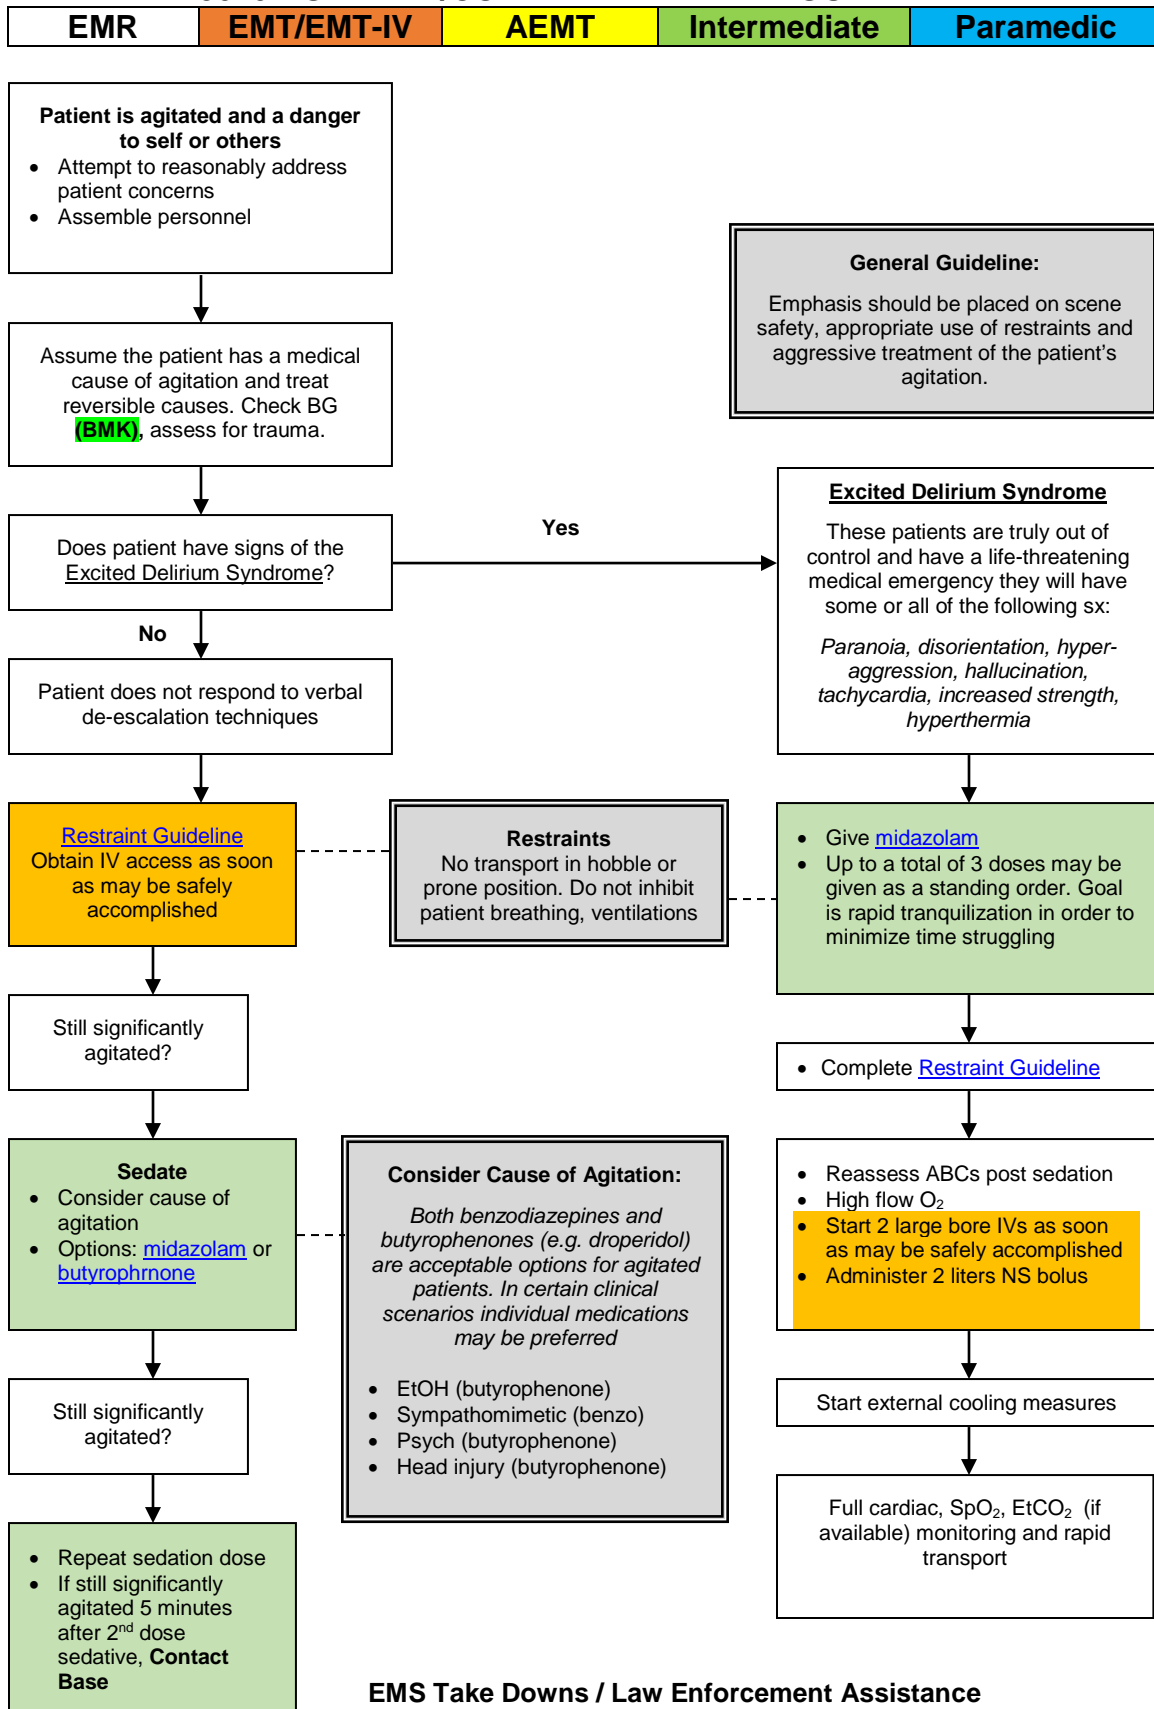 EMR EMT/EMT-IV AEMT Intermediate Paramedic
Patient is agitated and a danger
to self or others
• Attempt to reasonably address
patient concerns
• Assemble personnel
General Guideline:
Emphasis should be placed on scene
safety, appropriate use of restraints and
aggressive treatment of the patient's
agitation.
Assume the patient has a medical
cause of agitation and treat
reversible causes. Check BG
(BMK), assess for trauma.
Does patient have signs of the
Excited Delirium Syndrome?
Yes
Excited Delirium Syndrome
These patients are truly out of
control and have a life-threatening
medical emergency they will have
some or all of the following sx:
Paranoia, disorientation, hyper-
aggression, hallucination,
tachycardia, increased strength,
hyperthermia
No
Patient does not respond to verbal
de-escalation techniques
Restraint Guideline
Obtain IV access as soon
as may be safely
accomplished
Restraints
No transport in hobble or
prone position. Do not inhibit
patient breathing, ventilations
• Give midazolam
• Up to a total of 3 doses may be
given as a standing order. Goal
is rapid tranquilization in order to
minimize time struggling
Still significantly
agitated?
• Complete Restraint Guideline
Sedate
• Consider cause of
agitation
• Options: midazolam or
butyrophrnone
Consider Cause of Agitation:
Both benzodiazepines and
butyrophenones (e.g. droperidol)
are acceptable options for agitated
patients. In certain clinical
scenarios individual medications
may be preferred
• EtOH (butyrophenone)
• Sympathomimetic (benzo)
• Psych (butyrophenone)
• Head injury (butyrophenone)
• Reassess ABCs post sedation
• High flow O₂
• Start 2 large bore IVs as soon
as may be safely accomplished
• Administer 2 liters NS bolus
Still significantly
agitated?
Start external cooling measures
Full cardiac, SpO₂, EtCO₂ (if
available) monitoring and rapid
transport
• Repeat sedation dose
• If still significantly
agitated 5 minutes
after 2nd dose
sedative, Contact
Base
EMS Take Downs / Law Enforcement Assistance